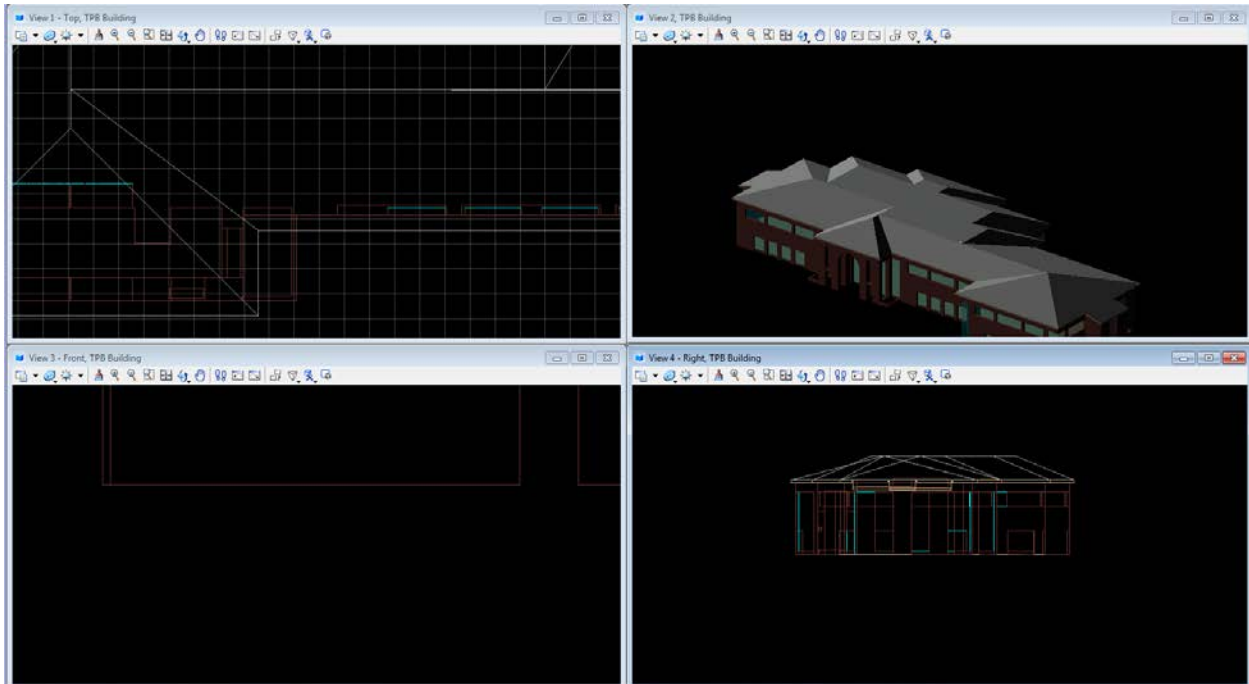 View 1 - Top, TPB Building
View 2, TPB Building
View 3 - Front, TPB Building
View 4 - Right, TPB Building